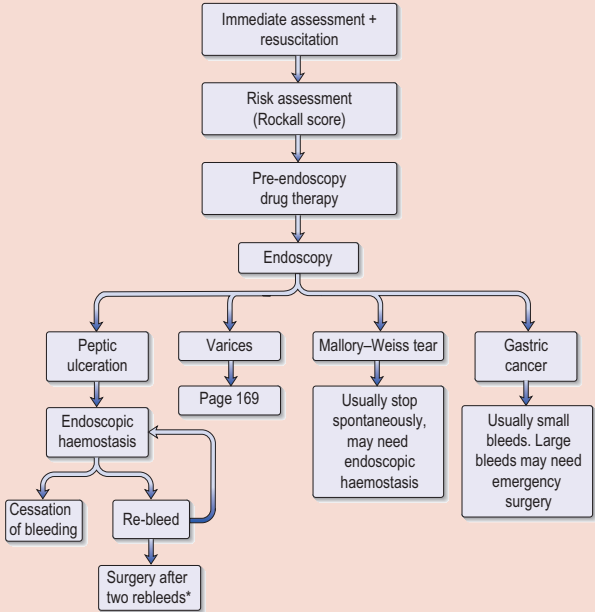 Immediate assessment +
resuscitation
Risk assessment
(Rockall score)
Pre-endoscopy
drug therapy
Endoscopy
Peptic
ulceration
Varices
Mallory–Weiss tear
Gastric
cancer
Page 169
Endoscopic
haemostasis
Usually stop
spontaneously,
may need
endoscopic
haemostasis
Usually small
bleeds. Large
bleeds may need
emergency
surgery
Cessation
of bleeding
Re-bleed
Surgery after
two rebleeds*